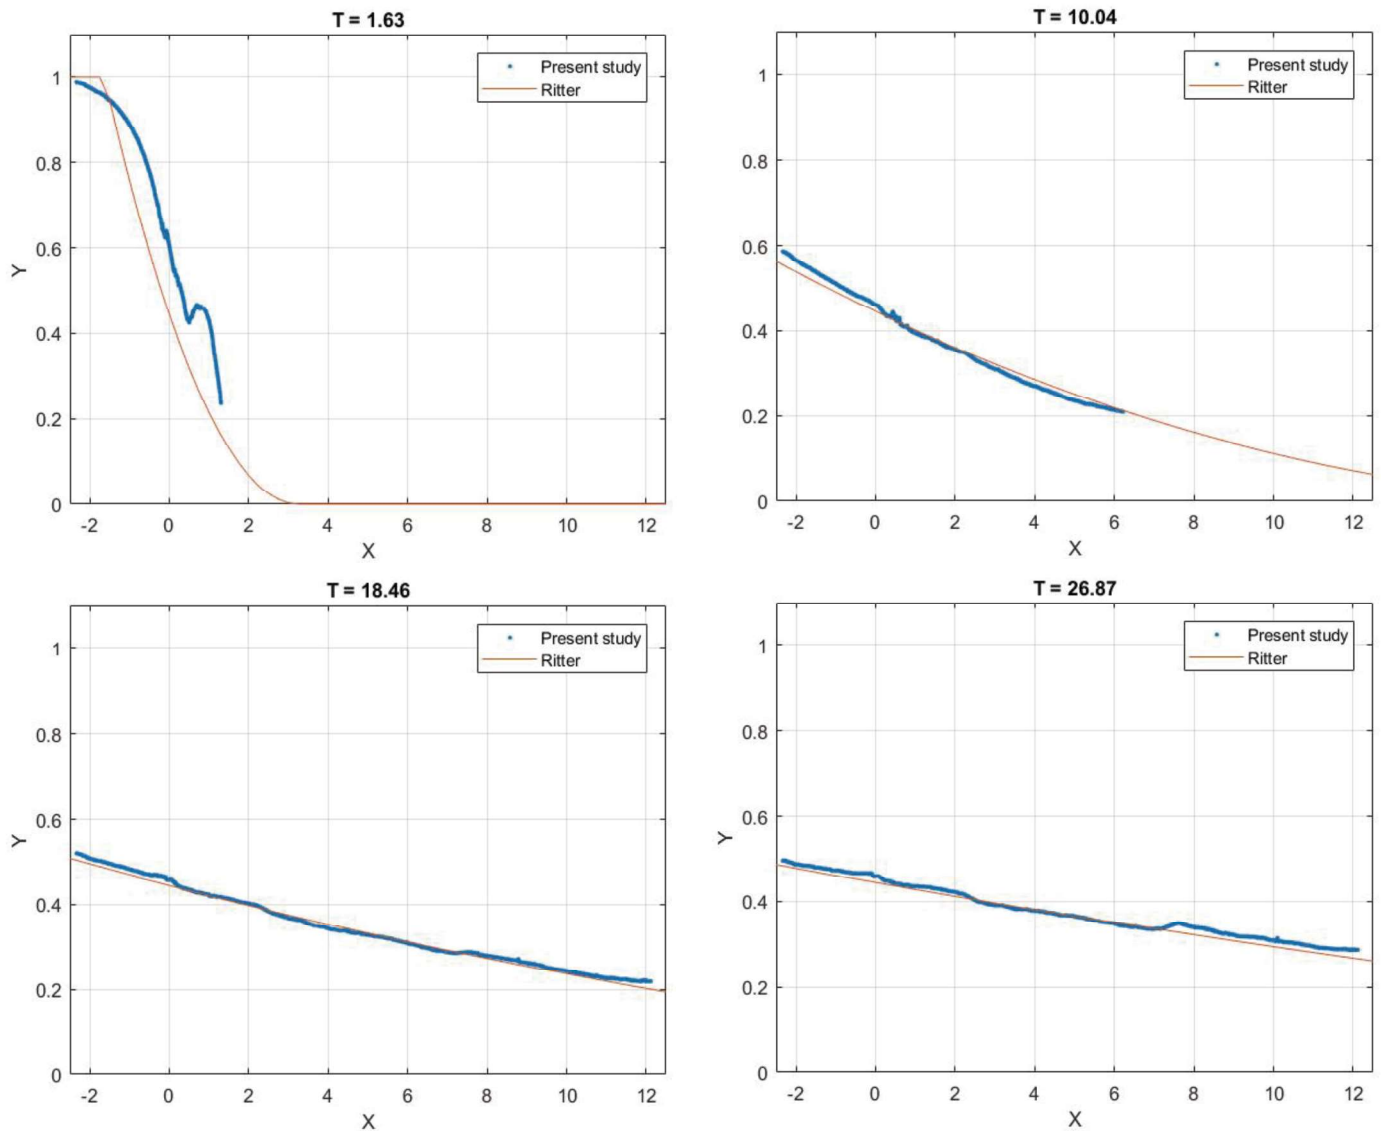 T = 1.63
Present study
Ritter
1
0.8
0.6
0.4
0.2
0
Y
-2 0 2 4 6 8 10 12
X
T = 10.04
Present study
Ritter
1
0.8
0.6
0.4
0.2
0
Y
-2 0 2 4 6 8 10 12
X
T = 18.46
Present study
Ritter
1
0.8
0.6
0.4
0.2
0
Y
-2 0 2 4 6 8 10 12
X
T = 26.87
Present study
Ritter
1
0.8
0.6
0.4
0.2
0
Y
-2 0 2 4 6 8 10 12
X